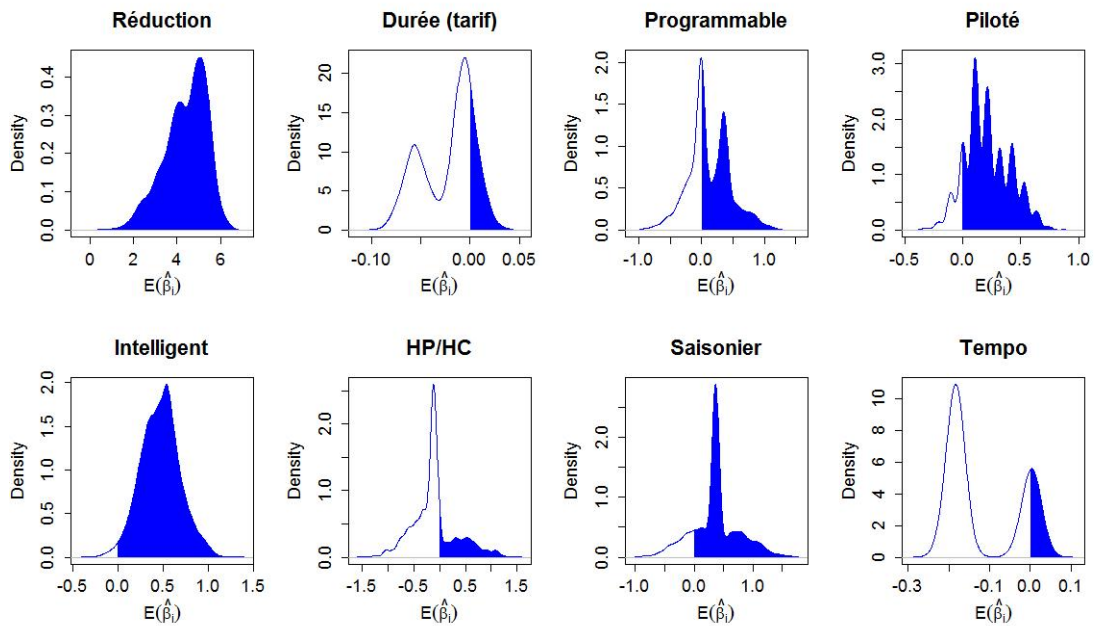 Réduction
Durée (tarif)
Programmable
Piloté
Density
0.0 0.1 0.2 0.3 0.4
0 2 4 6
E(β̂i)
Density
0 5 10 20
-0.10 0.00 0.05
E(β̂i)
Density
0.0 0.5 1.0 1.5 2.0
-1.0 0.0 1.0
E(β̂i)
Density
0.0 1.0 2.0 3.0
-0.5 0.0 0.5 1.0
E(β̂i)
Intelligent
HP/HC
Saisonier
Tempo
Density
0.0 0.5 1.0 1.5 2.0
-0.5 0.0 0.5 1.0 1.5
E(β̂i)
Density
0.0 1.0 2.0
-1.5 -0.5 0.5 1.5
E(β̂i)
Density
0.0 1.0 2.0
-1.0 0.0 1.0
E(β̂i)
Density
0 2 4 6 8 10
-0.3 -0.1 0.0 0.1
E(β̂i)